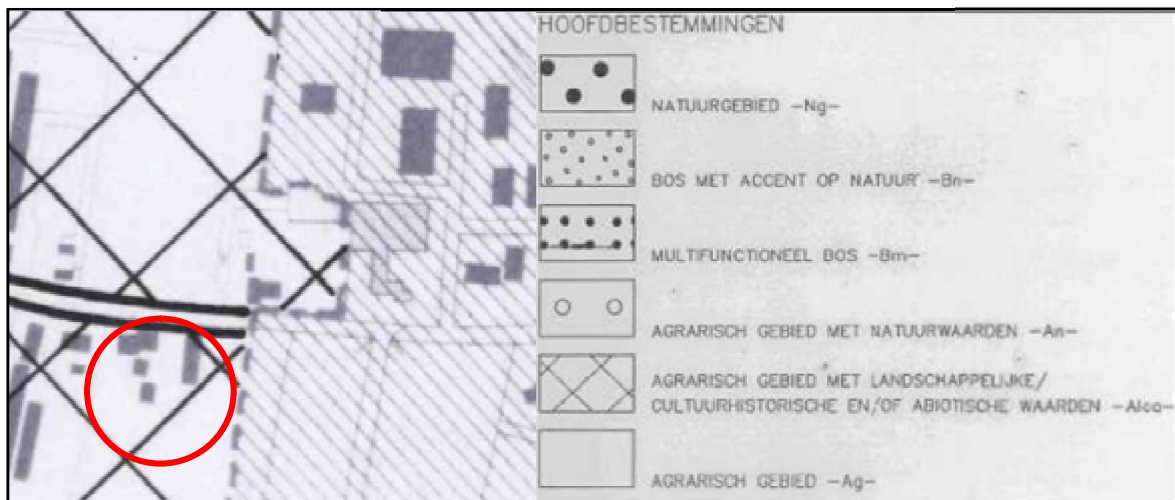 HOOFDBESTEMMINGEN
NATUURGEBIED -Ng-
BOS MET ACCENT OP NATUUR -Bn-
MULTIFUNCTIONEEL BOS -Bm-
AGRARISCH GEBIED MET NATUURWAARDEN -An-
AGRARISCH GEBIED MET LANDSCHAPPELIJKE/
CULTUURHISTORISCHE EN/OF ABIOTISCHE WAARDEN -Alca-
AGRARISCH GEBIED -Ag-